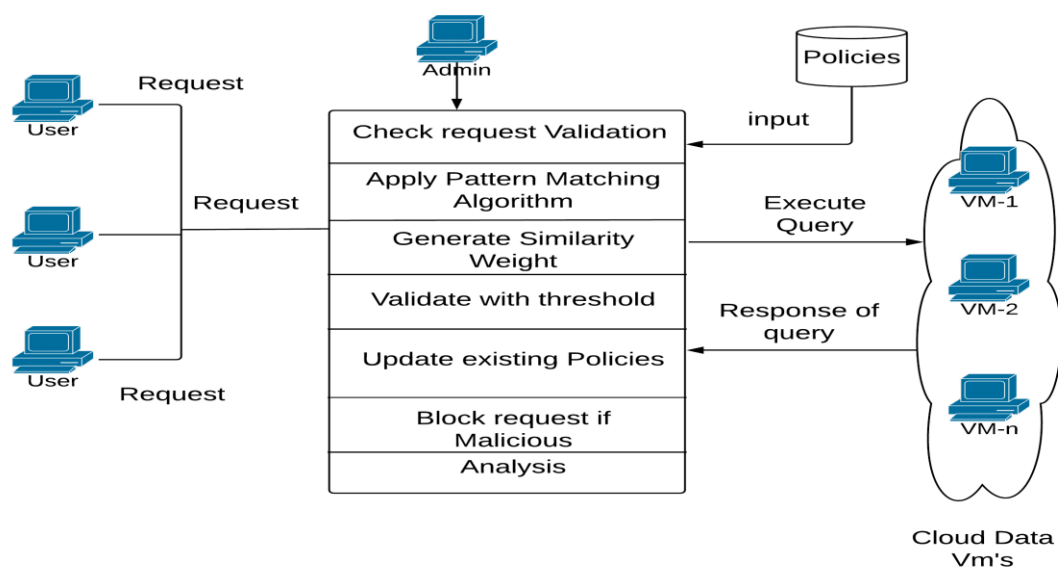 Request
User
Request
User
Request
User
Admin
Policies
input
Check request Validation
Apply Pattern Matching
Algorithm
Generate Similarity
Weight
Validate with threshold
Update existing Policies
Block request if
Malicious
Analysis
Execute
Query
Response of
query
VM-1
VM-2
VM-n
Cloud Data
Vm's